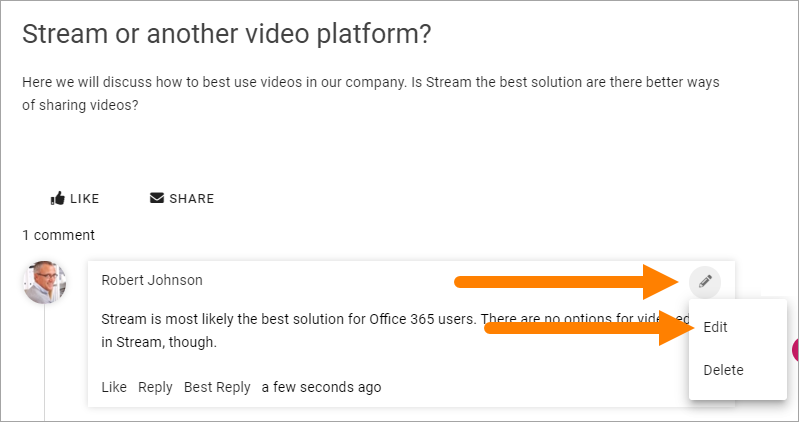 Stream or another video platform?
Here we will discuss how to best use videos in our company. Is Stream the best solution are there better ways
of sharing videos?
LIKE SHARE
1 comment
Robert Johnson
Stream is most likely the best solution for Office 365 users. There are no options for
in Stream, though.
Edit
Delete
Like Reply Best Reply a few seconds ago